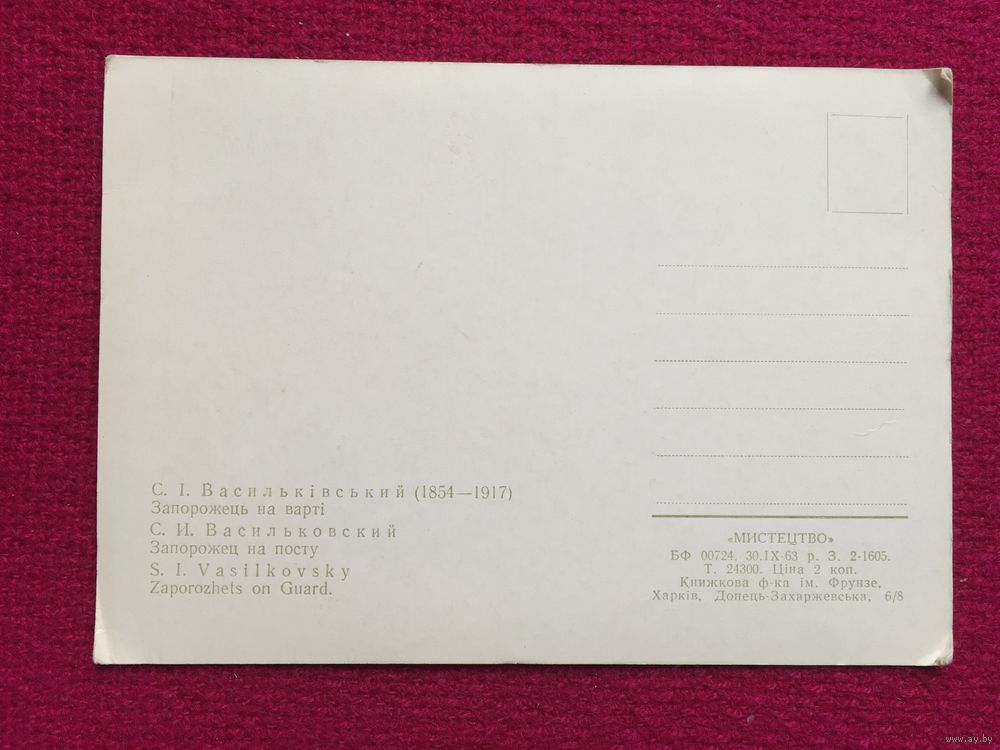 С. І. Васильківський (1854—1917)
Запорожець на варті
С. И. Васильковский
Запорожец на посту
S. I. Vasilkovsky
Zaporozhets on Guard.
«МИСТЕЦТВО»
БФ 00724, 30.IX-63 р. З. 2-1605.
Т. 24300. Ціна 2 коп.
Книжкова ф-ка ім. Фрунзе,
Харків, Донець-Захаржевська, 6/8
www.ay.by